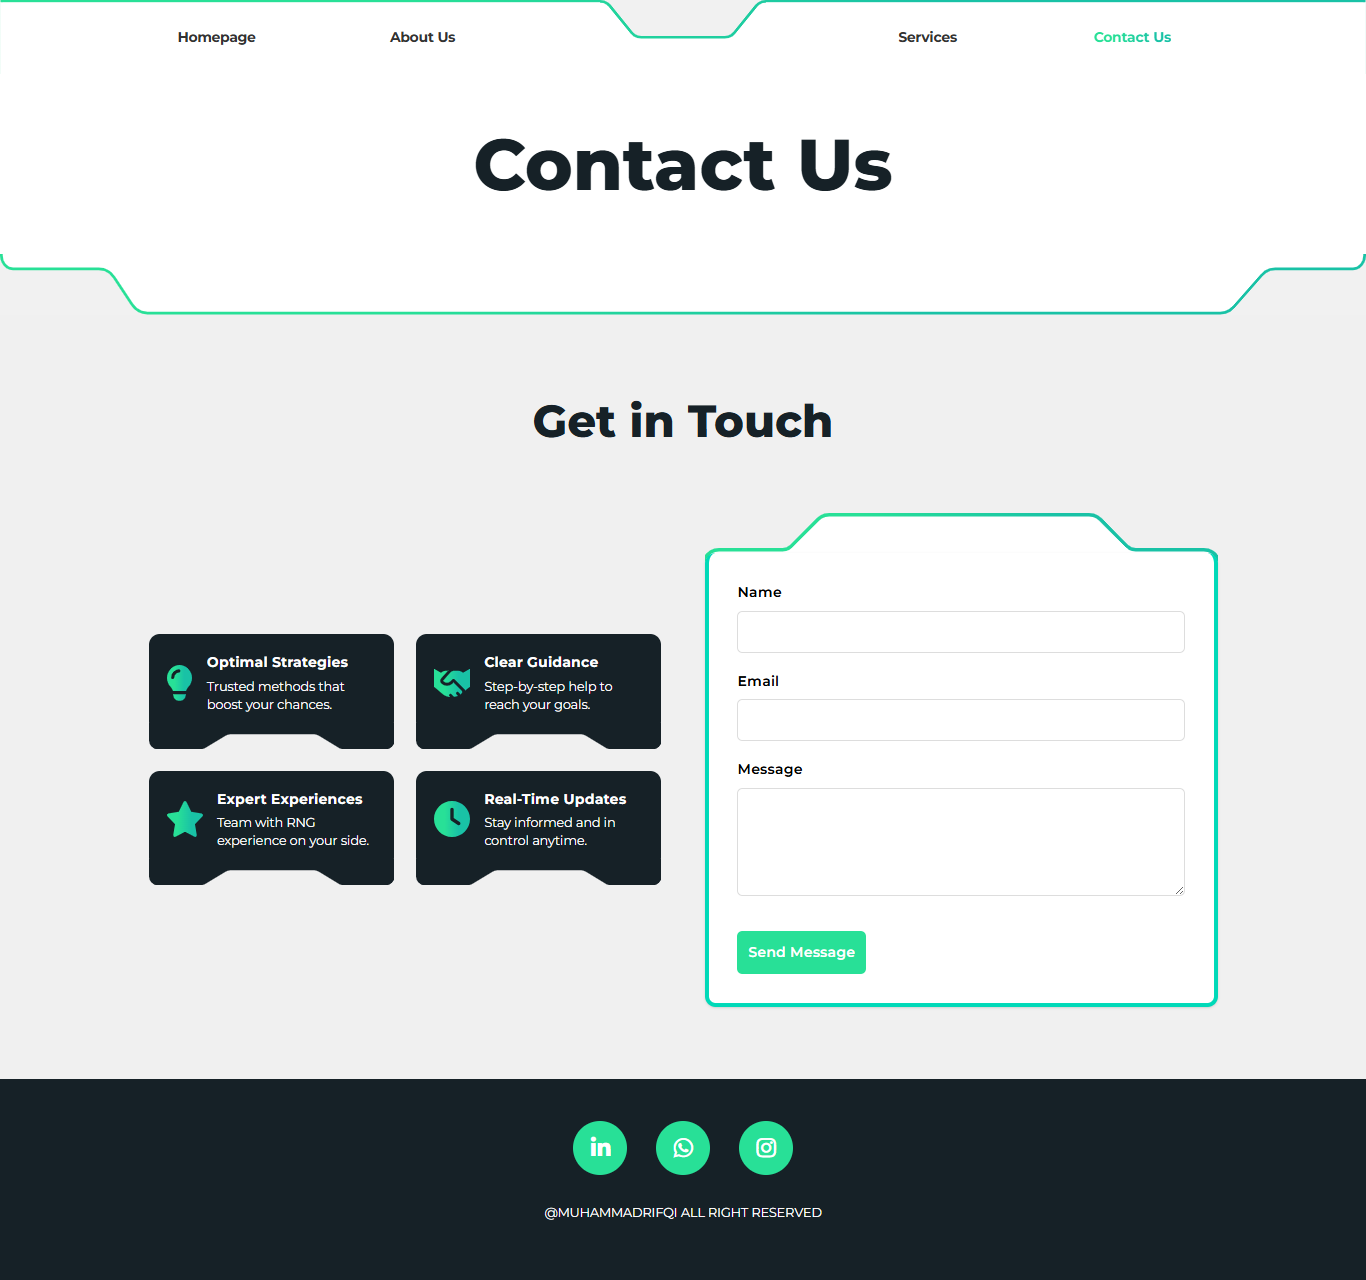 Homepage
About Us
Services
Contact Us
Contact Us
Get in Touch
Optimal Strategies
Trusted methods that
boost your chances.
Clear Guidance
Step-by-step help to
reach your goals.
Expert Experiences
Team with RNG
experience on your side.
Real-Time Updates
Stay informed and in
control anytime.
Name
Email
Message
Send Message
in
@MUHAMMADRIFQI ALL RIGHT RESERVED